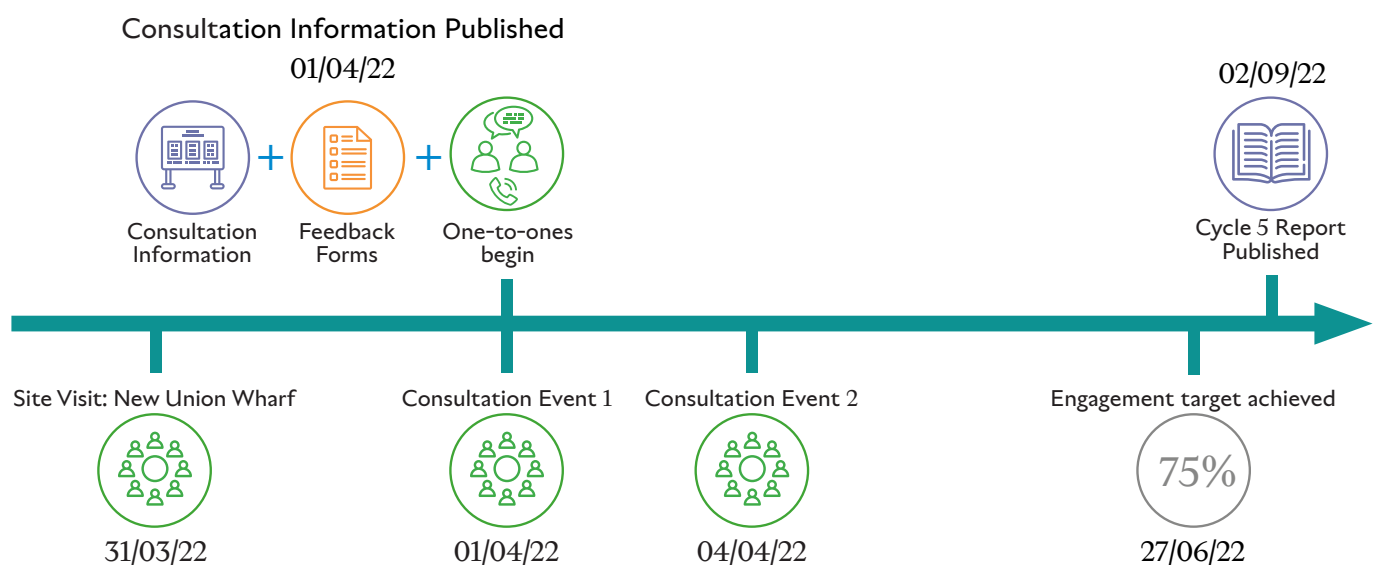 Consultation Information Published
01/04/22
02/09/22
Consultation
Information
Feedback
Forms
One-to-ones
begin
Cycle 5 Report
Published
Site Visit: New Union Wharf
Consultation Event 1
Consultation Event 2
Engagement target achieved
75%
31/03/22
01/04/22
04/04/22
27/06/22